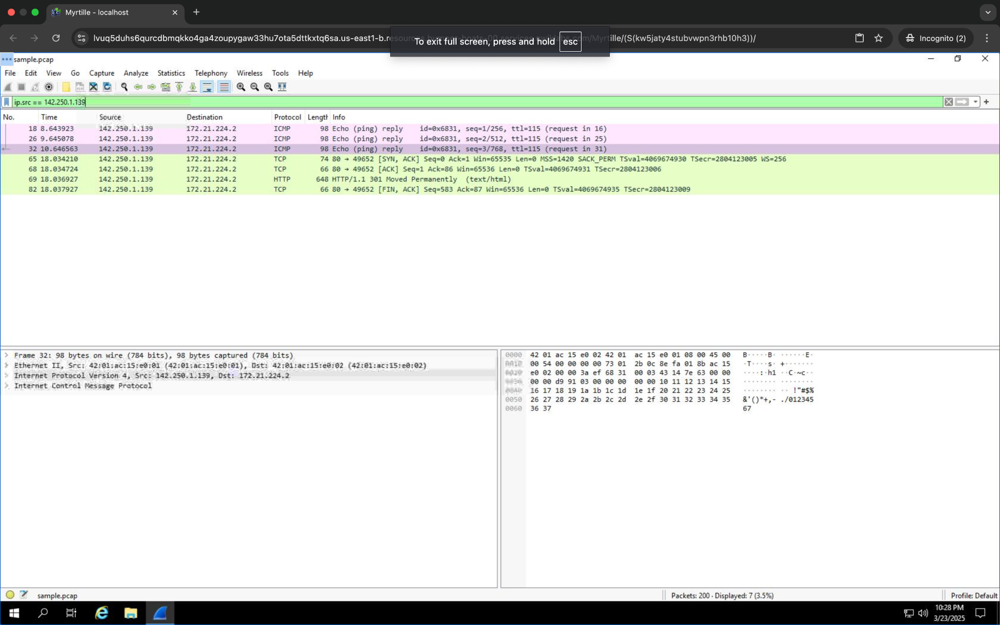 Myrtille - localhost
lvuq5duhs6qurcdbmqkko4ga4zoupygaw33hu7ota5dttkxtq6sa.us-east1-b.resources.bumper-boats-00.services.qwiklabs.com/Myrtille/(S(kw5jaty4stubvwpn3rhb10h3))/
Incognito (2)
To exit full screen, press and hold esc
sample.pcap
File Edit View Go Capture Analyze Statistics Telephony Wireless Tools Help
ip.src == 142.250.1.139
No. Time Source Destination Protocol Length Info
18 8.643923 142.250.1.139 172.21.224.2 ICMP 98 Echo (ping) reply id=0x6831, seq=1/256, ttl=115 (request in 16)
26 9.645078 142.250.1.139 172.21.224.2 ICMP 98 Echo (ping) reply id=0x6831, seq=2/512, ttl=115 (request in 25)
32 10.646563 142.250.1.139 172.21.224.2 ICMP 98 Echo (ping) reply id=0x6831, seq=3/768, ttl=115 (request in 31)
65 18.034210 142.250.1.139 172.21.224.2 TCP 74 80 → 49652 [SYN, ACK] Seq=0 Ack=1 Win=65535 Len=0 MSS=1420 SACK_PERM TSval=4069674930 TSecr=2804123005 WS=256
68 18.034724 142.250.1.139 172.21.224.2 TCP 66 80 → 49652 [ACK] Seq=1 Ack=86 Win=65536 Len=0 TSval=4069674931 TSecr=2804123006
69 18.036927 142.250.1.139 172.21.224.2 HTTP 648 HTTP/1.1 301 Moved Permanently (text/html)
82 18.037927 142.250.1.139 172.21.224.2 TCP 66 80 → 49652 [FIN, ACK] Seq=583 Ack=87 Win=65536 Len=0 TSval=4069674935 TSecr=2804123009
Frame 32: 98 bytes on wire (784 bits), 98 bytes captured (784 bits)
Ethernet II, Src: 42:01:ac:15:e0:01 (42:01:ac:15:e0:01), Dst: 42:01:ac:15:e0:02 (42:01:ac:15:e0:02)
Internet Protocol Version 4, Src: 142.250.1.139, Dst: 172.21.224.2
Internet Control Message Protocol
0000 42 01 ac 15 e0 02 42 01 ac 15 e0 01 08 00 45 00 B·····B· ······E·
0010 00 54 00 00 00 00 73 01 2b 0c 8e fa 01 8b ac 15 ·T····s· +·······
0020 e0 02 00 00 3a ef 68 31 00 03 43 14 7e 63 00 00 ····:·h1 ··C·~c··
0030 00 00 d9 91 03 00 00 00 00 00 10 11 12 13 14 15 ········ ········
0040 16 17 18 19 1a 1b 1c 1d 1e 1f 20 21 22 23 24 25 ········ ·· !"#$%
0050 26 27 28 29 2a 2b 2c 2d 2e 2f 30 31 32 33 34 35 &'()*+,- ./012345
0060 36 37 67
sample.pcap
Packets: 200 · Displayed: 7 (3.5%)
Profile: Default
10:28 PM
3/23/2025